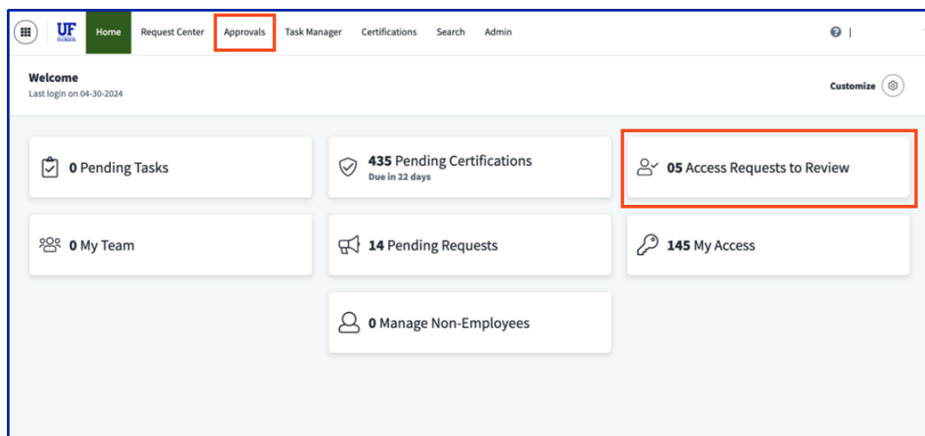 UF
FLORIDA
Home
Request Center
Approvals
Task Manager
Certifications
Search
Admin
Welcome
Last login on 04-30-2024
Customize
0 Pending Tasks
435 Pending Certifications
Due in 22 days
05 Access Requests to Review
0 My Team
14 Pending Requests
145 My Access
0 Manage Non-Employees